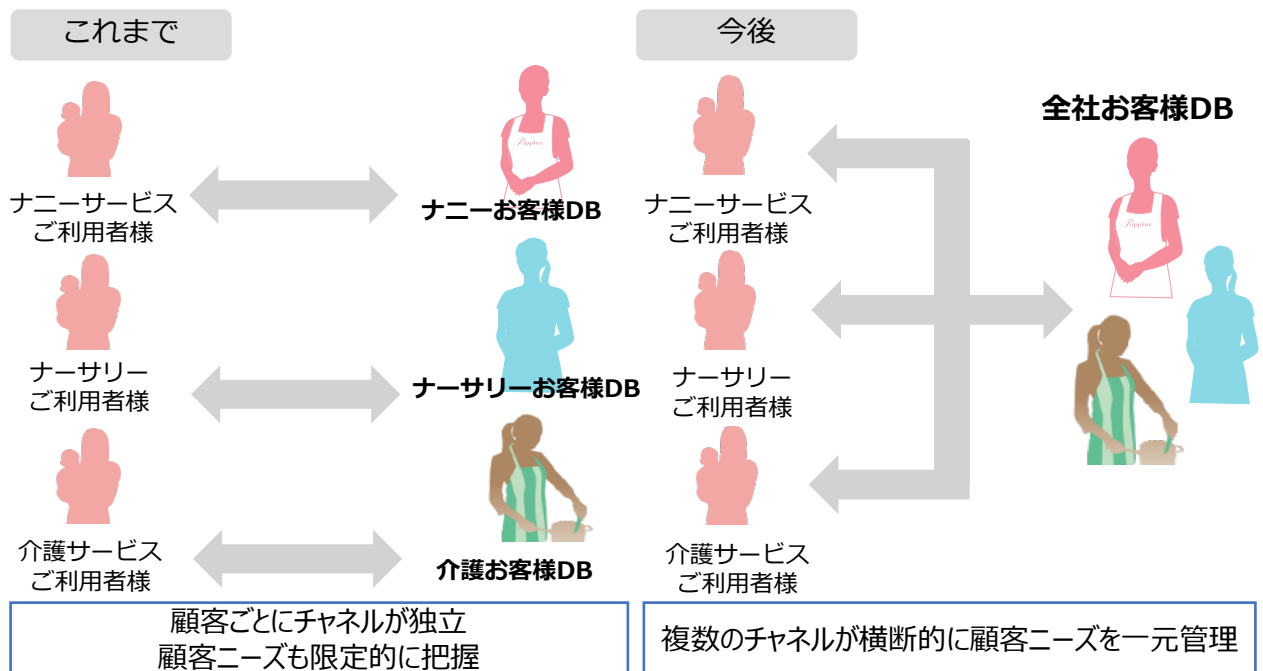 これまで
ナニーサービス
ご利用者様
Poppins
ナニーお客様DB
ナーサリー
ご利用者様
ナーサリーお客様DB
介護サービス
ご利用者様
介護お客様DB
顧客ごとにチャネルが独立
顧客ニーズも限定的に把握
今後
全社お客様DB
ナニーサービス
ご利用者様
Poppins
ナーサリー
ご利用者様
介護サービス
ご利用者様
複数のチャネルが横断的に顧客ニーズを一元管理